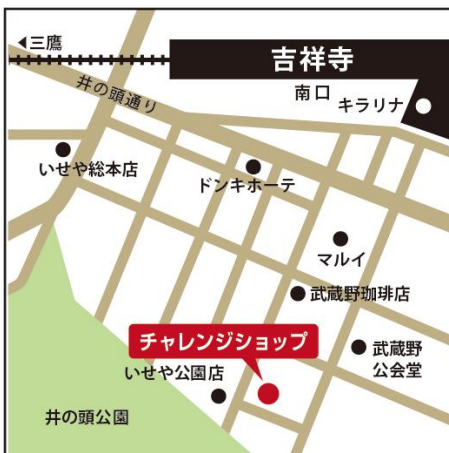 ◀三鷹
吉祥寺
南口
キラリナ
井の頭通り
いせや総本店
ドンキホーテ
マルイ
武蔵野珈琲店
チャレンジショップ
武蔵野
公会堂
いせや公園店
井の頭公園